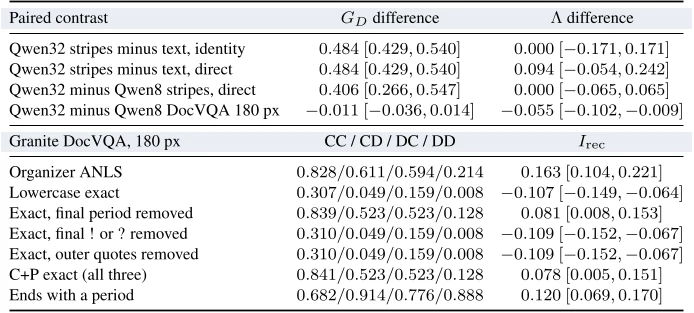 Paired contrast G_D difference Λ difference
Qwen32 stripes minus text, identity 0.484 [0.429, 0.540] 0.000 [−0.171, 0.171]
Qwen32 stripes minus text, direct 0.484 [0.429, 0.540] 0.094 [−0.054, 0.242]
Qwen32 minus Qwen8 stripes, direct 0.406 [0.266, 0.547] 0.000 [−0.065, 0.065]
Qwen32 minus Qwen8 DocVQA 180 px −0.011 [−0.036, 0.014] −0.055 [−0.102, −0.009]
Granite DocVQA, 180 px CC / CD / DC / DD I_rec
Organizer ANLS 0.828/0.611/0.594/0.214 0.163 [0.104, 0.221]
Lowercase exact 0.307/0.049/0.159/0.008 −0.107 [−0.149, −0.064]
Exact, final period removed 0.839/0.523/0.523/0.128 0.081 [0.008, 0.153]
Exact, final ! or ? removed 0.310/0.049/0.159/0.008 −0.109 [−0.152, −0.067]
Exact, outer quotes removed 0.310/0.049/0.159/0.008 −0.109 [−0.152, −0.067]
C+P exact (all three) 0.841/0.523/0.523/0.128 0.078 [0.005, 0.151]
Ends with a period 0.682/0.914/0.776/0.888 0.120 [0.069, 0.170]